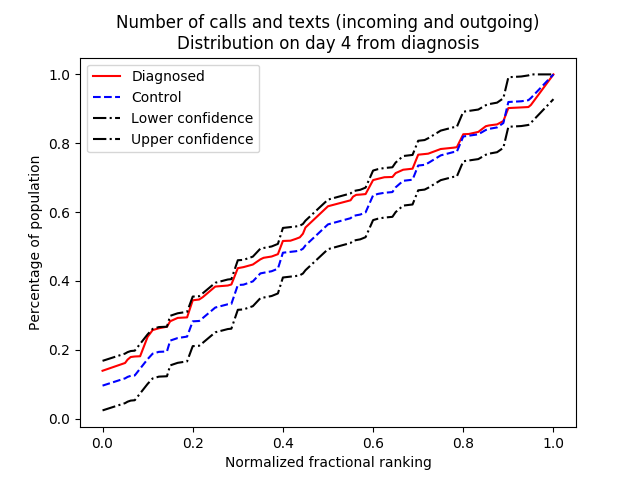 Number of calls and texts (incoming and outgoing)
Distribution on day 4 from diagnosis
Diagnosed
Control
Lower confidence
Upper confidence
1.0
0.8
0.6
0.4
0.2
0.0
Percentage of population
0.0 0.2 0.4 0.6 0.8 1.0
Normalized fractional ranking